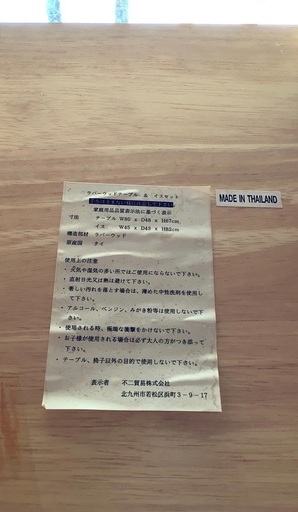 ラバーウッドテーブル & イスセット
家庭用品品質表示法に基づく表示
寸法 テーブル W80 x D48 x H67cm
イス W45 x D43 x H82cm
構造部材 ラバーウッド
原産国 タイ
使用上の注意
・火気や湿気の多い所ではご使用にならないで下さい。
・直射日光又は熱は避けて下さい。
・著しい汚れを落とす場合は、薄めた中性洗剤を使用し
て下さい。
・アルコール、ベンジン、みがき粉等は使用しないで下
さい。
・使用される時、極端な衝撃をかけないで下さい。
・お子様が使用される場合は必ず大人の方がつき添って
下さい。
・テーブル、椅子以外の目的で使用しないで下さい。
表示者 不二貿易株式会社
北九州市若松区浜町3-9-17
MADE IN THAILAND